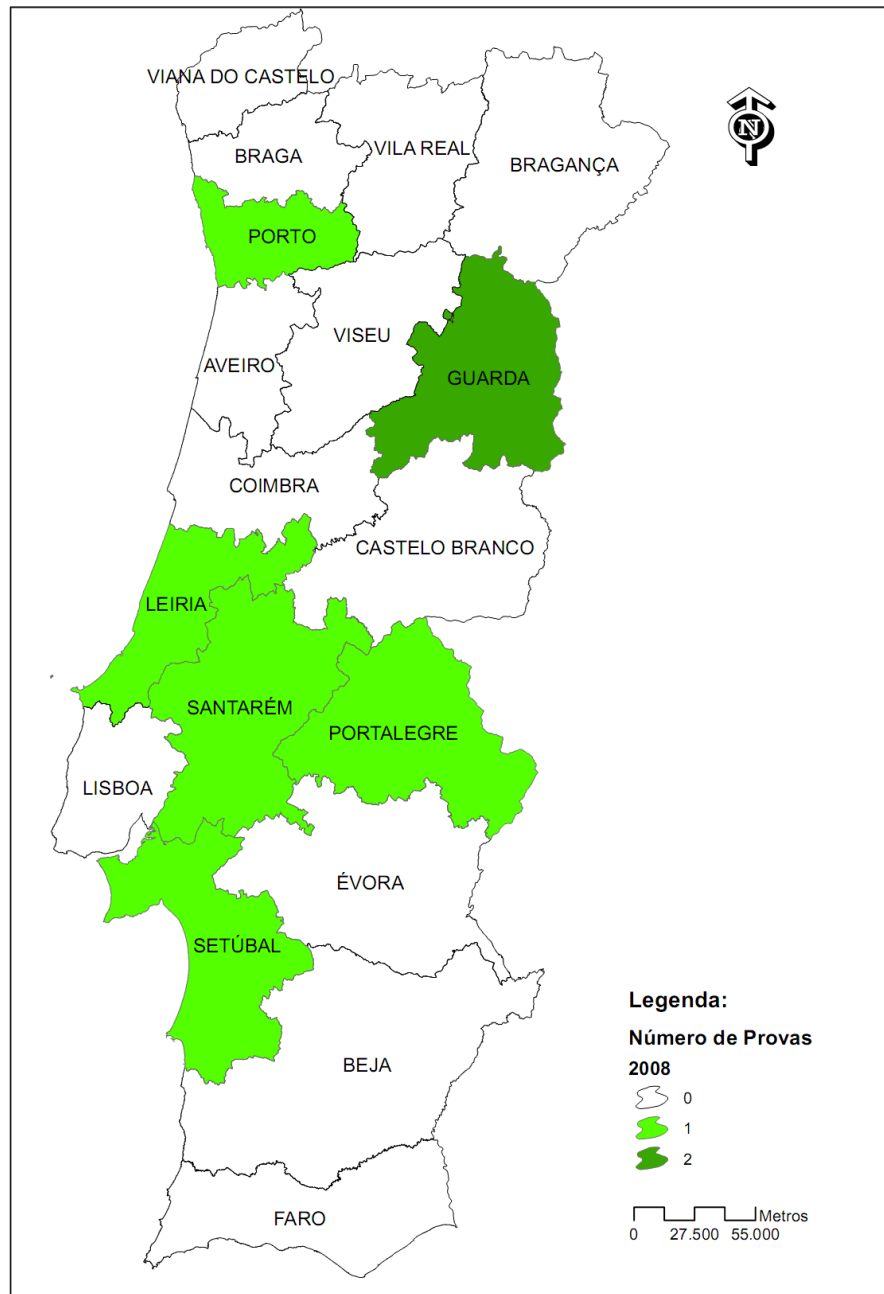 VIANA DO CASTELO
BRAGA
VILA REAL
BRAGANÇA
N
PORTO
VISEU
AVEIRO
GUARDA
COIMBRA
CASTELO BRANCO
LEIRIA
SANTARÉM
PORTALEGRE
LISBOA
ÉVORA
SETÚBAL
BEJA
FARO
Legenda:
Número de Provas
2008
0
1
2
Metros
0 27.500 55.000